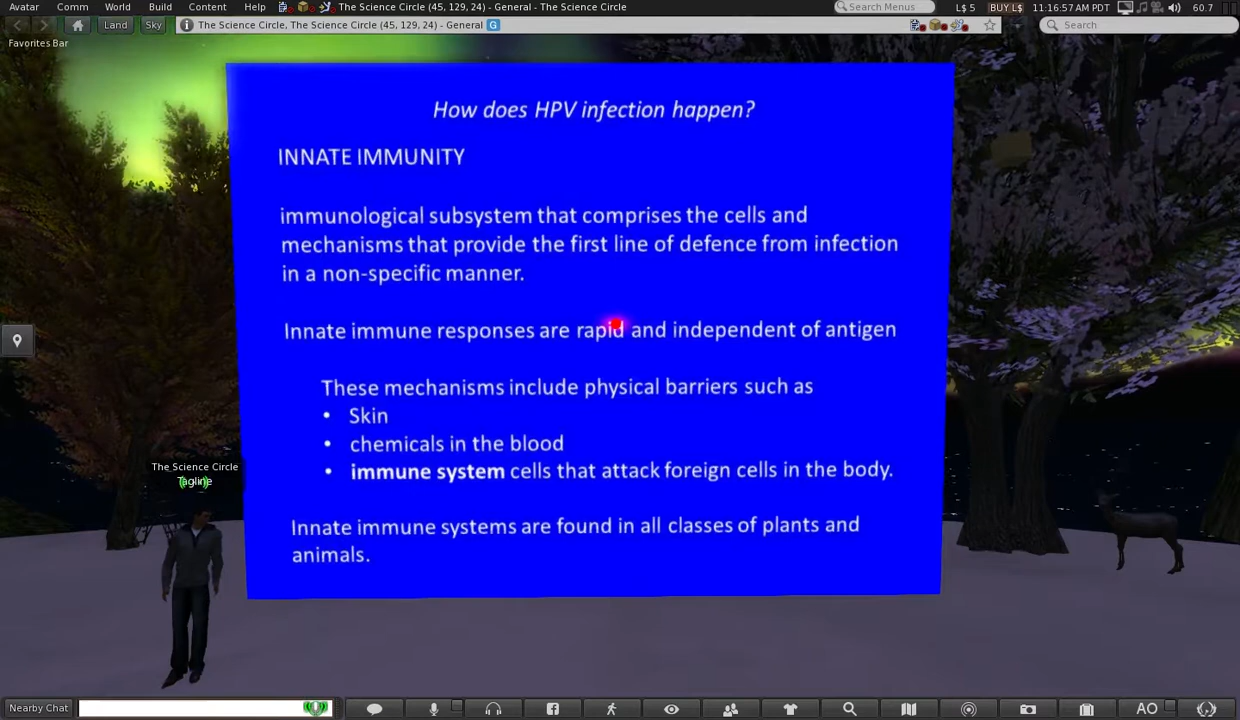 Avatar Comm World Build Content Help The Science Circle (45, 129, 24) - General - The Science Circle Search Menus L$ 5 BUY L$ 11:16:57 AM PDT 60.7
Land Sky The Science Circle, The Science Circle (45, 129, 24) - General G Search
Favorites Bar
How does HPV infection happen?
INNATE IMMUNITY
immunological subsystem that comprises the cells and
mechanisms that provide the first line of defence from infection
in a non-specific manner.
Innate immune responses are rapid and independent of antigen
These mechanisms include physical barriers such as
• Skin
• chemicals in the blood
• immune system cells that attack foreign cells in the body.
Innate immune systems are found in all classes of plants and
animals.
The Science Circle
Tagline
Nearby Chat AO